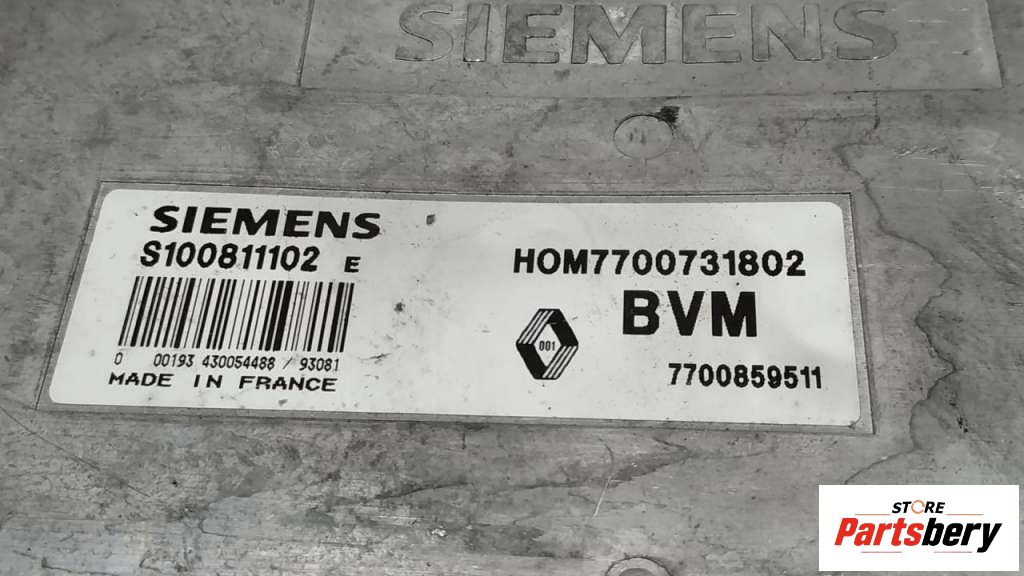 SIEMENS
SIEMENS
S100811102 E
0 00193 430054488 / 93081
MADE IN FRANCE
HOM7700731802
BVM
001
7700859511
STORE
Partsbery